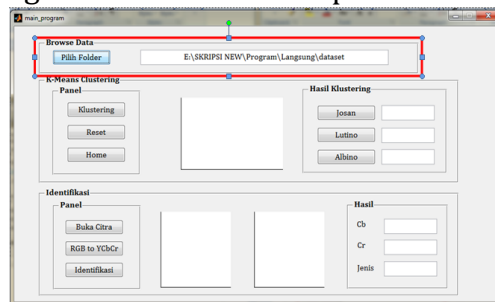 main_program
Browse Data
Pilih Folder
E:\SKRIPSI NEW\Program\Langsung\dataset
K-Means Clustering
Panel
Klustering
Reset
Home
Hasil Klustering
Josan
Lutino
Albino
Identifikasi
Panel
Buka Citra
RGB to YCbCr
Identifikasi
Hasil
Cb
Cr
Jenis